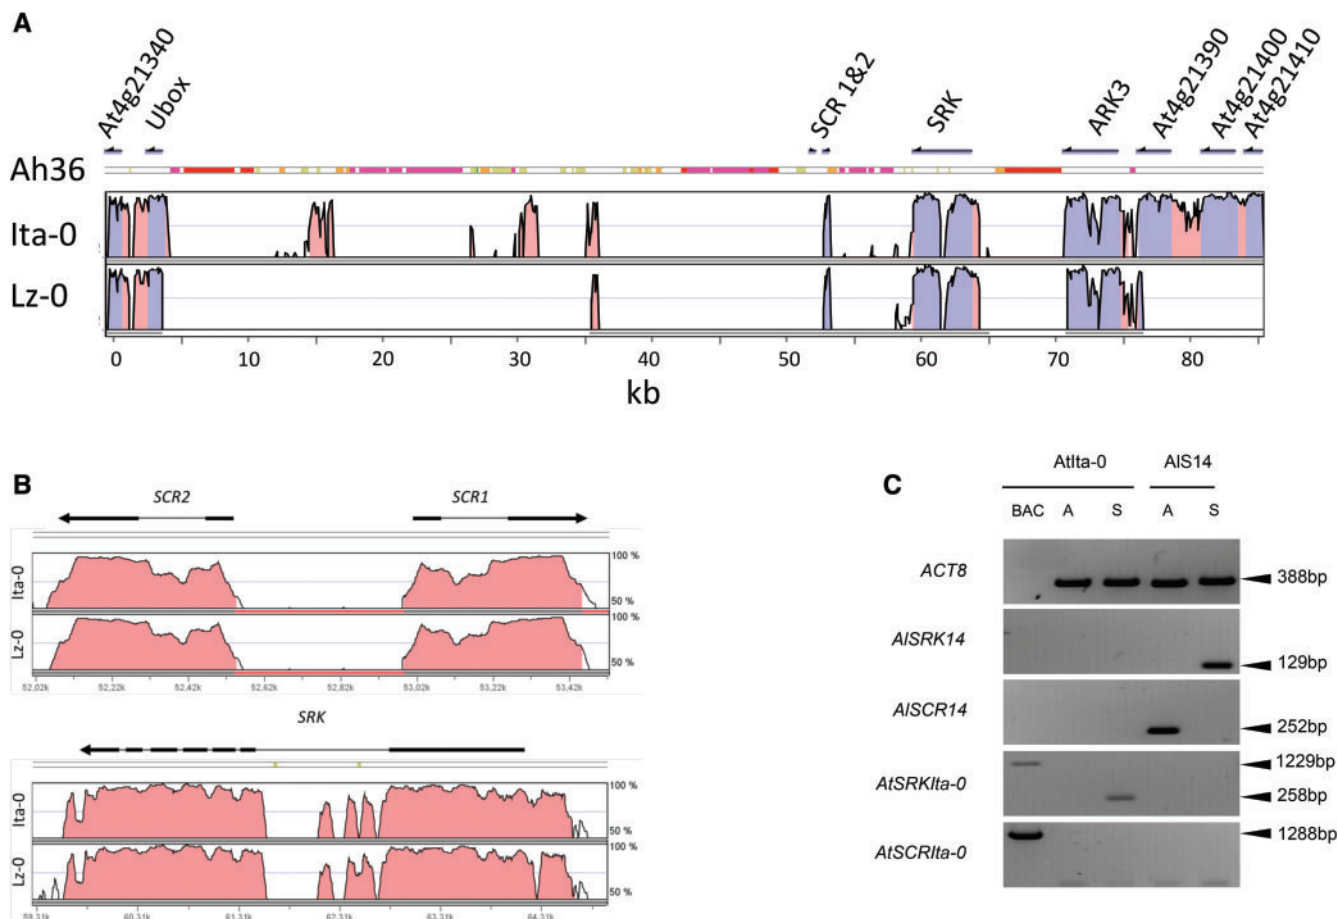 A
At4g21340
Ubox
SCR 1&2
SRK
ARK3
At4g21390
At4g21400
At4g21410
Ah36
Ita-0
Lz-0
0 10 20 30 40 50 60 70 80
kb
B
SCR2 SCR1
Ita-0
100 %
50 %
Lz-0
100 %
50 %
52,02k 52,22k 52,42k 52,62k 52,82k 53,02k 53,22k 53,42k
SRK
Ita-0
100 %
50 %
Lz-0
100 %
50 %
59,31k 60,31k 61,31k 62,31k 63,31k 64,31k
C
AtIta-0 AlS14
BAC A S A S
ACT8 388bp
AlSRK14 129bp
AlSCR14 252bp
AtSRKIta-0 1229bp
258bp
AtSCRIta-0 1288bp